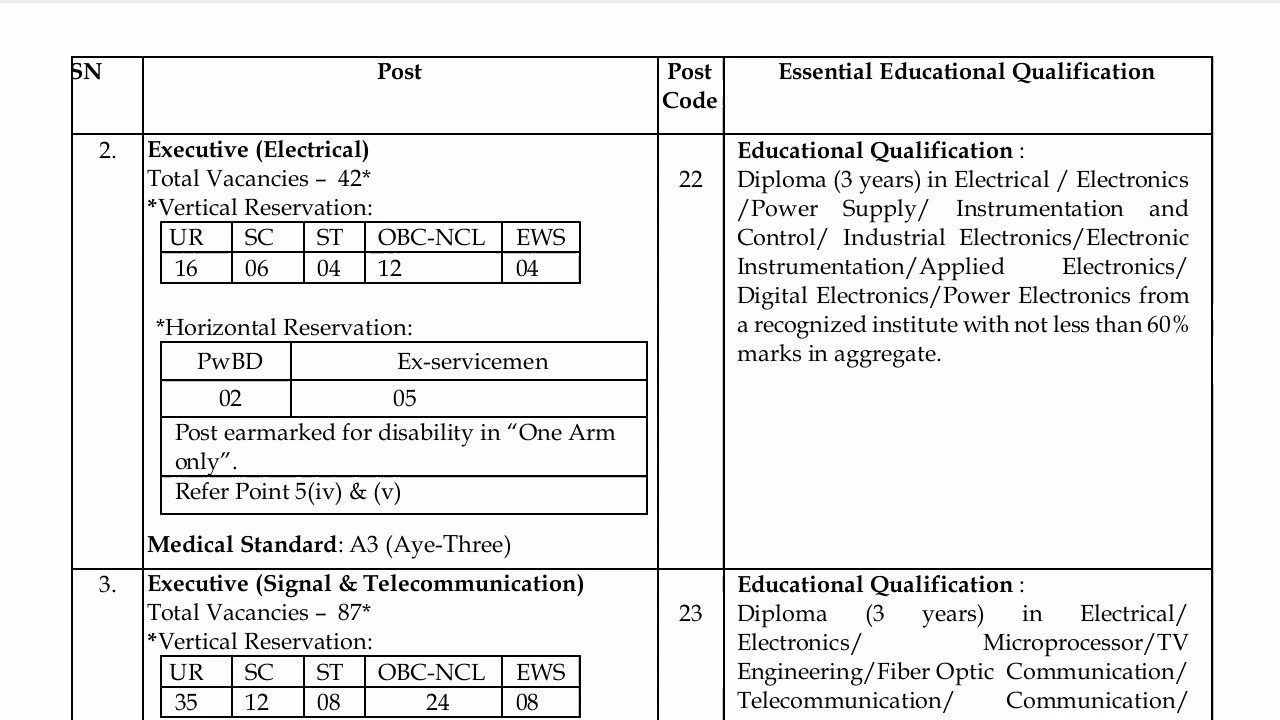 SN Post Post Code Essential Educational Qualification
2.
Executive (Electrical)
Total Vacancies – 42*
*Vertical Reservation:
UR SC ST OBC-NCL EWS
16 06 04 12 04
*Horizontal Reservation:
PwBD Ex-servicemen
02 05
Post earmarked for disability in “One Arm
only”.
Refer Point 5(iv) & (v)
Medical Standard: A3 (Aye-Three)
22
Educational Qualification :
Diploma (3 years) in Electrical / Electronics
/Power Supply/ Instrumentation and
Control/ Industrial Electronics/Electronic
Instrumentation/Applied Electronics/
Digital Electronics/Power Electronics from
a recognized institute with not less than 60%
marks in aggregate.
3.
Executive (Signal & Telecommunication)
Total Vacancies – 87*
*Vertical Reservation:
UR SC ST OBC-NCL EWS
35 12 08 24 08
23
Educational Qualification :
Diploma (3 years) in Electrical/
Electronics/ Microprocessor/TV
Engineering/Fiber Optic Communication/
Telecommunication/ Communication/